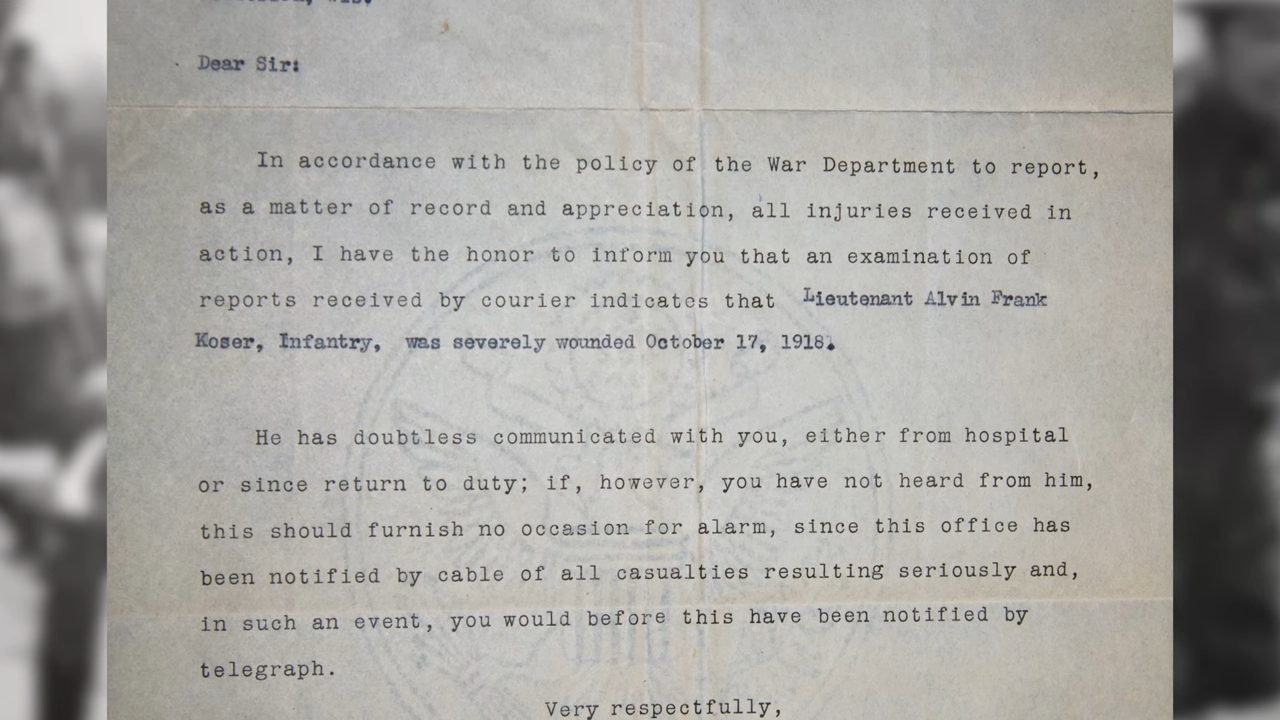 Wis.
Dear Sir:
In accordance with the policy of the War Department to report,
as a matter of record and appreciation, all injuries received in
action, I have the honor to inform you that an examination of
reports received by courier indicates that Lieutenant Alvin Frank
Koser, Infantry, was severely wounded October 17, 1918.
He has doubtless communicated with you, either from hospital
or since return to duty; if, however, you have not heard from him,
this should furnish no occasion for alarm, since this office has
been notified by cable of all casualties resulting seriously and,
in such an event, you would before this have been notified by
telegraph.
Very respectfully,